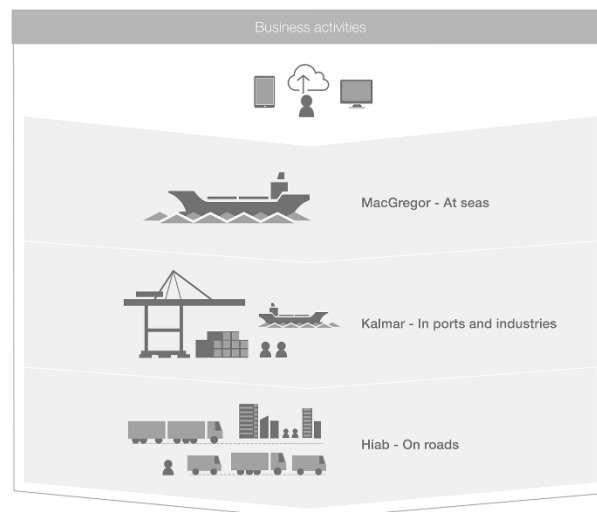 Business activities
MacGregor - At seas
Kalmar - In ports and industries
Hiab - On roads